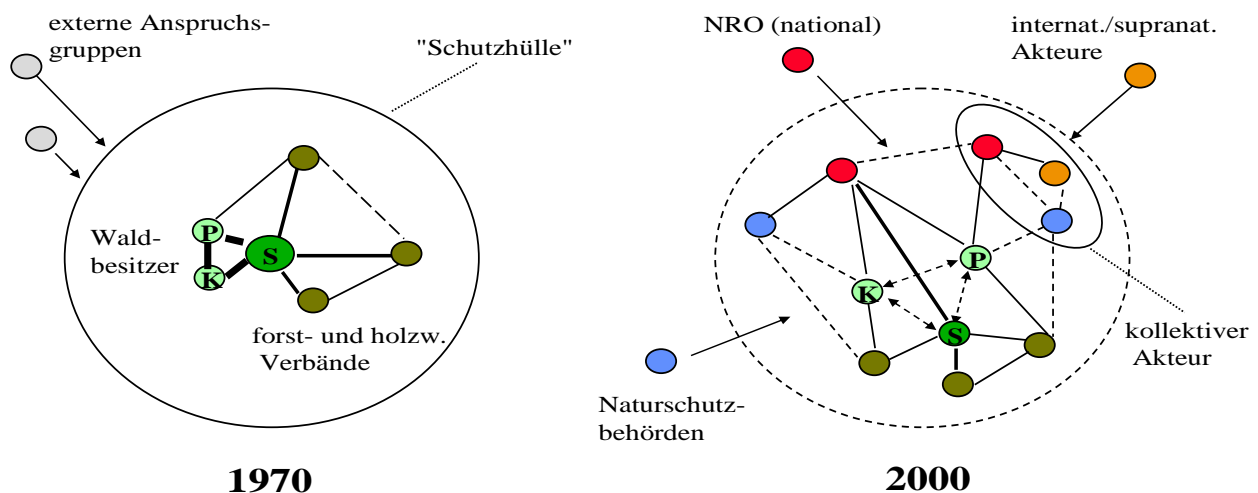 externe Anspruchs-
gruppen
"Schutzhülle"
P
Wald-
besitzer
S
K
forst- und holzw.
Verbände
1970
NRO (national)
internat./supranat.
Akteure
P
K
S
kollektiver
Akteur
Naturschutz-
behörden
2000